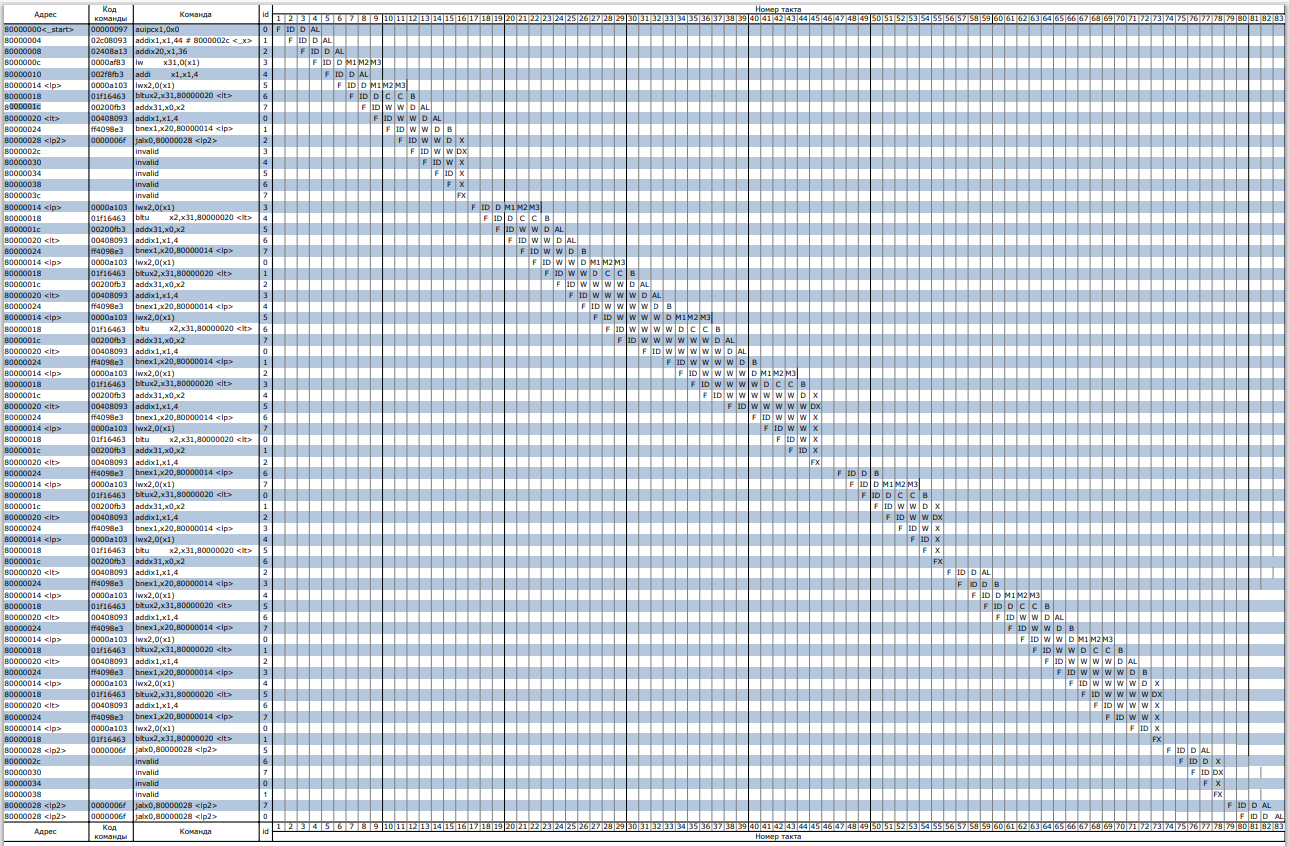 Адрес Код команды Команда id Номер такта
1 2 3 4 5 6 7 8 9 10 11 12 13 14 15 16 17 18 19 20 21 22 23 24 25 26 27 28 29 30 31 32 33 34 35 36 37 38 39 40 41 42 43 44 45 46 47 48 49 50 51 52 53 54 55 56 57 58 59 60 61 62 63 64 65 66 67 68 69 70 71 72 73 74 75 76 77 78 79 80 81 82 83
80000000<_start> 00000097 auipcx1,0x0 0 F ID D AL
80000004 02c08093 addix1,x1,44 # 8000002c <_x> 1 F ID D AL
80000008 02408a13 addix20,x1,36 2 F ID D AL
8000000c 0000af83 lw x31,0(x1) 3 F ID D M1 M2 M3
80000010 002f8fb3 addi x1,x1,4 4 F ID D AL
80000014 <lp> 0000a103 lwx2,0(x1) 5 F ID D M1 M2 M3
80000018 01f16463 bltux2,x31,80000020 <lt> 6 F ID D C C B
8000001c 00200fb3 addx31,x0,x2 7 F ID W W D AL
80000020 <lt> 00408093 addix1,x1,4 0 F ID W W D AL
80000024 ff4098e3 bnex1,x20,80000014 <lp> 1 F ID W W D B
80000028 <lp2> 0000006f jalx0,80000028 <lp2> 2 F ID W W D X
8000002c invalid 3 F ID W W DX
80000030 invalid 4 F ID W X
80000034 invalid 5 F ID X
80000038 invalid 6 F X
8000003c invalid 7 FX
80000014 <lp> 0000a103 lwx2,0(x1) 3 F ID D M1 M2 M3
80000018 01f16463 bltu x2,x31,80000020 <lt> 4 F ID D C C B
8000001c 00200fb3 addx31,x0,x2 5 F ID W W D AL
80000020 <lt> 00408093 addix1,x1,4 6 F ID W W D AL
80000024 ff4098e3 bnex1,x20,80000014 <lp> 7 F ID W W D B
80000014 <lp> 0000a103 lwx2,0(x1) 0 F ID W W D M1 M2 M3
80000018 01f16463 bltux2,x31,80000020 <lt> 1 F ID W W D C C B
8000001c 00200fb3 addx31,x0,x2 2 F ID W W W W D AL
80000020 <lt> 00408093 addix1,x1,4 3 F ID W W W W D AL
80000024 ff4098e3 bnex1,x20,80000014 <lp> 4 F ID W W W W D B
80000014 <lp> 0000a103 lwx2,0(x1) 5 F ID W W W W D M1 M2 M3
80000018 01f16463 bltu x2,x31,80000020 <lt> 6 F ID W W W W D C C B
8000001c 00200fb3 addx31,x0,x2 7 F ID W W W W W W D AL
80000020 <lt> 00408093 addix1,x1,4 0 F ID W W W W W D AL
80000024 ff4098e3 bnex1,x20,80000014 <lp> 1 F ID W W W W D B
80000014 <lp> 0000a103 lwx2,0(x1) 2 F ID W W W W D M1 M2 M3
80000018 01f16463 bltux2,x31,80000020 <lt> 3 F ID W W W W D C C B
8000001c 00200fb3 addx31,x0,x2 4 F ID W W W W W W D X
80000020 <lt> 00408093 addix1,x1,4 5 F ID W W W W W DX
80000024 ff4098e3 bnex1,x20,80000014 <lp> 6 F ID W W W X
80000014 <lp> 0000a103 lwx2,0(x1) 7 F ID W W X
80000018 01f16463 bltu x2,x31,80000020 <lt> 0 F ID W X
8000001c 00200fb3 addx31,x0,x2 1 F ID X
80000020 <lt> 00408093 addix1,x1,4 2 FX
80000024 ff4098e3 bnex1,x20,80000014 <lp> 6 F ID D B
80000014 <lp> 0000a103 lwx2,0(x1) 7 F ID D M1 M2 M3
80000018 01f16463 bltux2,x31,80000020 <lt> 0 F ID D C C B
8000001c 00200fb3 addx31,x0,x2 1 F ID W W D X
80000020 <lt> 00408093 addix1,x1,4 2 F ID W W DX
80000024 ff4098e3 bnex1,x20,80000014 <lp> 3 F ID W X
80000014 <lp> 0000a103 lwx2,0(x1) 4 F ID X
80000018 01f16463 bltu x2,x31,80000020 <lt> 5 F X
8000001c 00200fb3 addx31,x0,x2 6 FX
80000020 <lt> 00408093 addix1,x1,4 2 F ID D AL
80000024 ff4098e3 bnex1,x20,80000014 <lp> 3 F ID D B
80000014 <lp> 0000a103 lwx2,0(x1) 4 F ID D M1 M2 M3
80000018 01f16463 bltux2,x31,80000020 <lt> 5 F ID D C C B
80000020 <lt> 00408093 addix1,x1,4 6 F ID W W D AL
80000024 ff4098e3 bnex1,x20,80000014 <lp> 7 F ID W W D B
80000014 <lp> 0000a103 lwx2,0(x1) 0 F ID W W D M1 M2 M3
80000018 01f16463 bltux2,x31,80000020 <lt> 1 F ID W W D C C B
80000020 <lt> 00408093 addix1,x1,4 2 F ID W W W W D AL
80000024 ff4098e3 bnex1,x20,80000014 <lp> 3 F ID W W W W D B
80000014 <lp> 0000a103 lwx2,0(x1) 4 F ID W W W W D X
80000018 01f16463 bltux2,x31,80000020 <lt> 5 F ID W W W W DX
80000020 <lt> 00408093 addix1,x1,4 6 F ID W W W X
80000024 ff4098e3 bnex1,x20,80000014 <lp> 7 F ID W W X
80000014 <lp> 0000a103 lwx2,0(x1) 0 F ID X
80000018 01f16463 bltux2,x31,80000020 <lt> 1 FX
80000028 <lp2> 0000006f jalx0,80000028 <lp2> 5 F ID D AL
8000002c invalid 6 F ID D X
80000030 invalid 7 F ID DX
80000034 invalid 0 F X
80000038 invalid 1 FX
80000028 <lp2> 0000006f jalx0,80000028 <lp2> 7 F ID D AL
80000028 <lp2> 0000006f jalx0,80000028 <lp2> 0 F ID D AL
Адрес Код команды Команда id 1 2 3 4 5 6 7 8 9 10 11 12 13 14 15 16 17 18 19 20 21 22 23 24 25 26 27 28 29 30 31 32 33 34 35 36 37 38 39 40 41 42 43 44 45 46 47 48 49 50 51 52 53 54 55 56 57 58 59 60 61 62 63 64 65 66 67 68 69 70 71 72 73 74 75 76 77 78 79 80 81 82 83
Номер такта